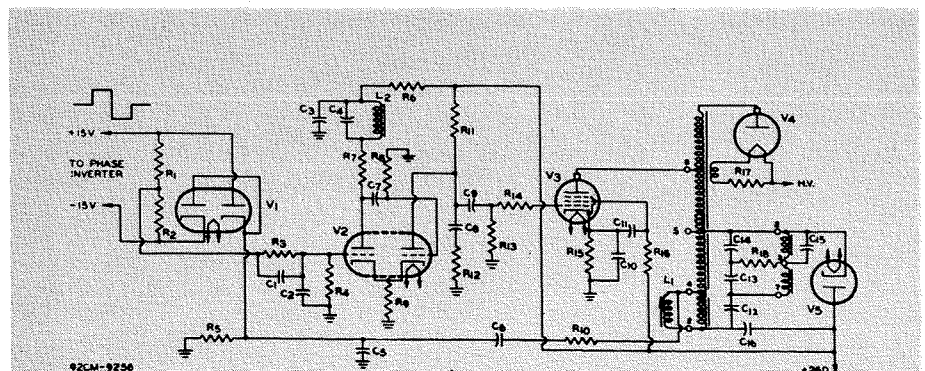 R6
L2
C3
C4
+15V
TO PHASE
INVERTER
-15V
R1
R2
V1
R7
R8
C7
V2
R11
C9
R14
C8
R13
R12
V3
C11
R15
C10
R16
V4
R17
H.V.
5
C14
R18
C15
C13
L1
C12
V5
C16
R3
C1
C2
R4
R9
R5
C5
C6
R10
92CM-9256